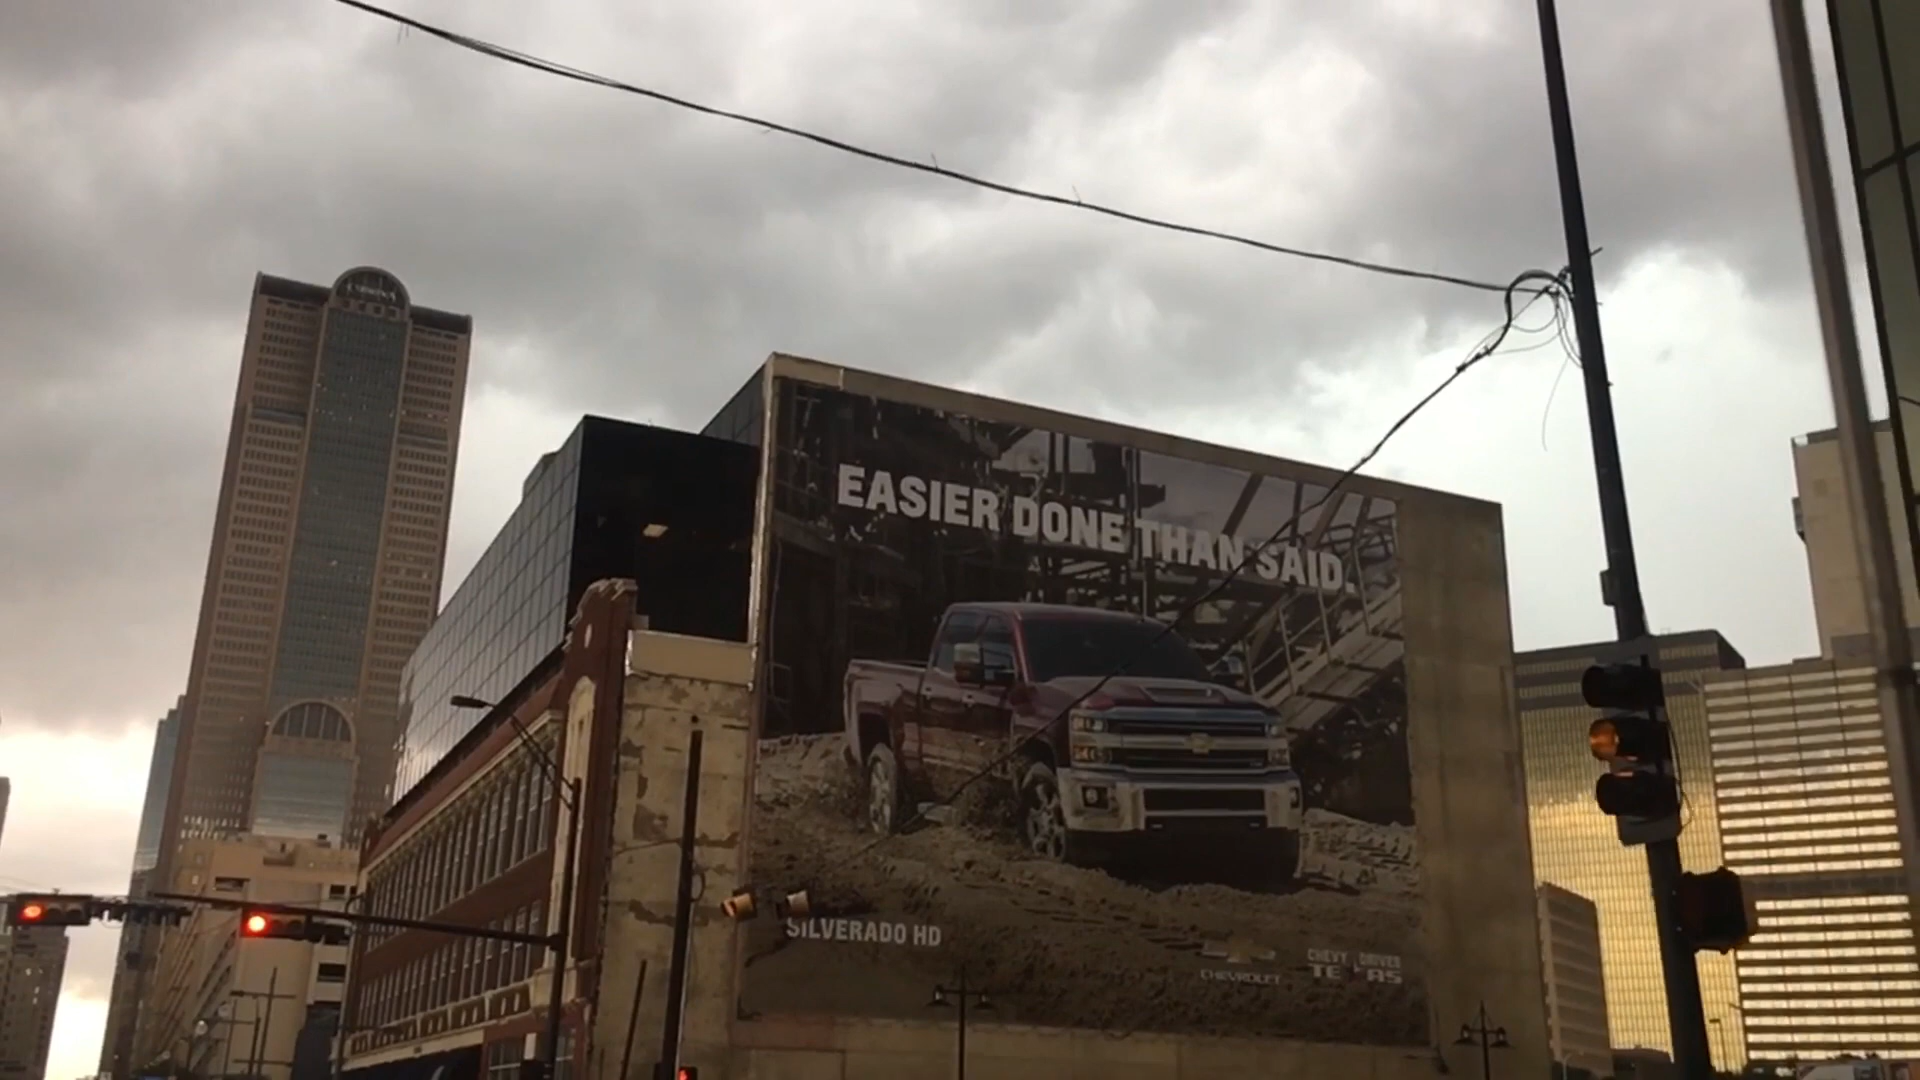 EASIER DONE THAN SAID.
SILVERADO HD
CHEVROLET
CHEVY DRIVES
TEXAS